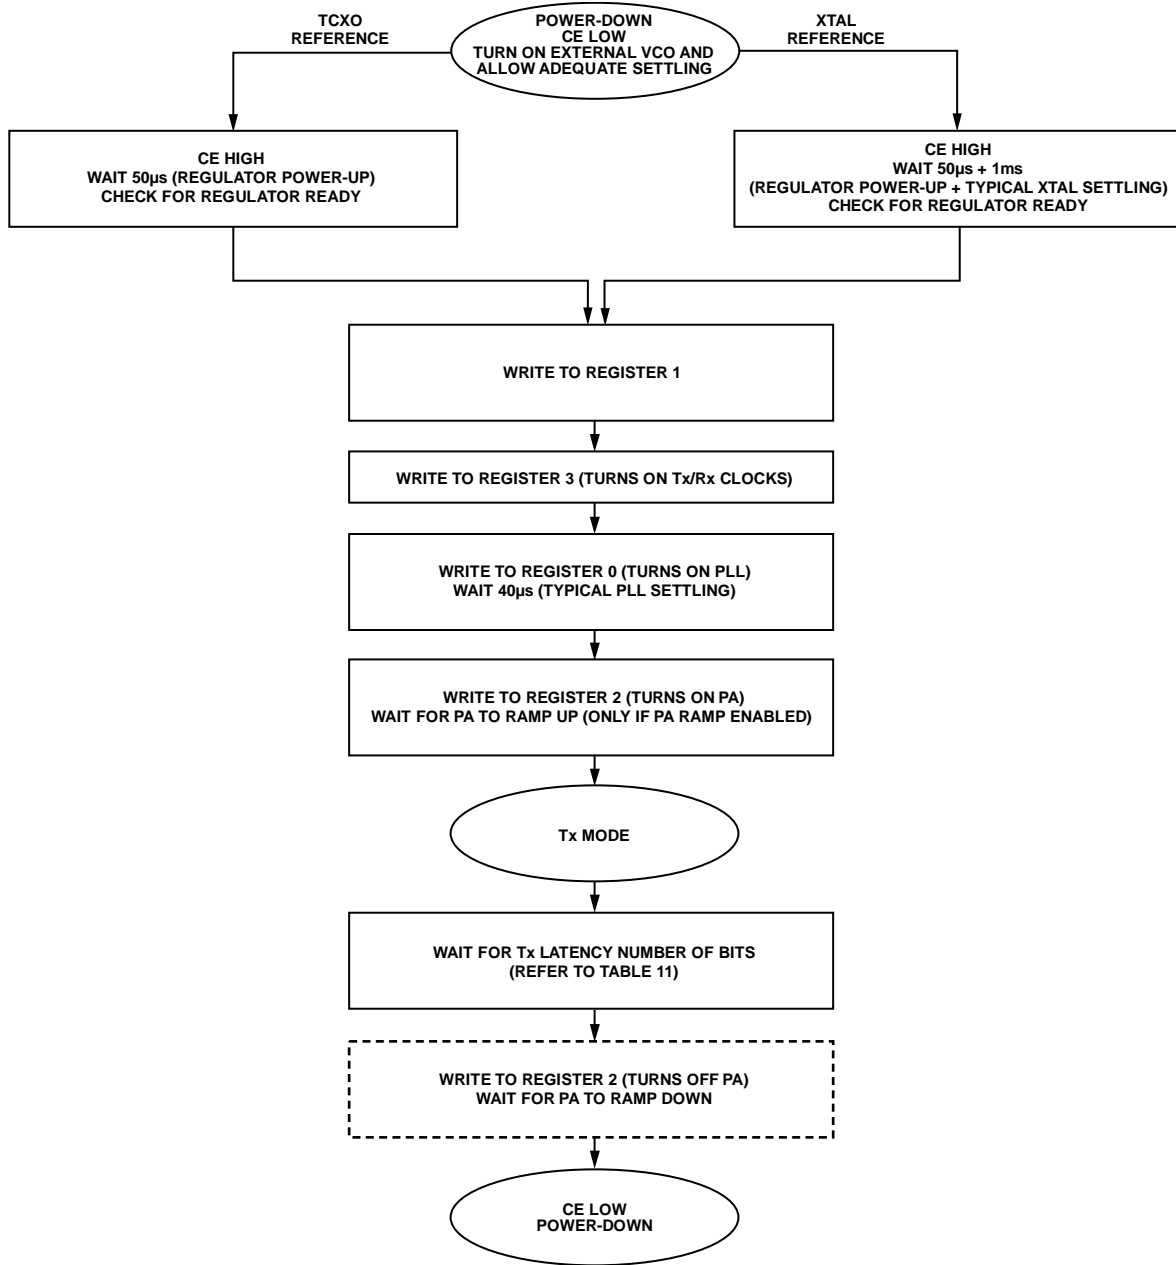 TCXO
REFERENCE
POWER-DOWN
CE LOW
TURN ON EXTERNAL VCO AND
ALLOW ADEQUATE SETTLING
XTAL
REFERENCE
CE HIGH
WAIT 50µs (REGULATOR POWER-UP)
CHECK FOR REGULATOR READY
CE HIGH
WAIT 50µs + 1ms
(REGULATOR POWER-UP + TYPICAL XTAL SETTLING)
CHECK FOR REGULATOR READY
WRITE TO REGISTER 1
WRITE TO REGISTER 3 (TURNS ON Tx/Rx CLOCKS)
WRITE TO REGISTER 0 (TURNS ON PLL)
WAIT 40µs (TYPICAL PLL SETTLING)
WRITE TO REGISTER 2 (TURNS ON PA)
WAIT FOR PA TO RAMP UP (ONLY IF PA RAMP ENABLED)
Tx MODE
WAIT FOR Tx LATENCY NUMBER OF BITS
(REFER TO TABLE 11)
WRITE TO REGISTER 2 (TURNS OFF PA)
WAIT FOR PA TO RAMP DOWN
CE LOW
POWER-DOWN